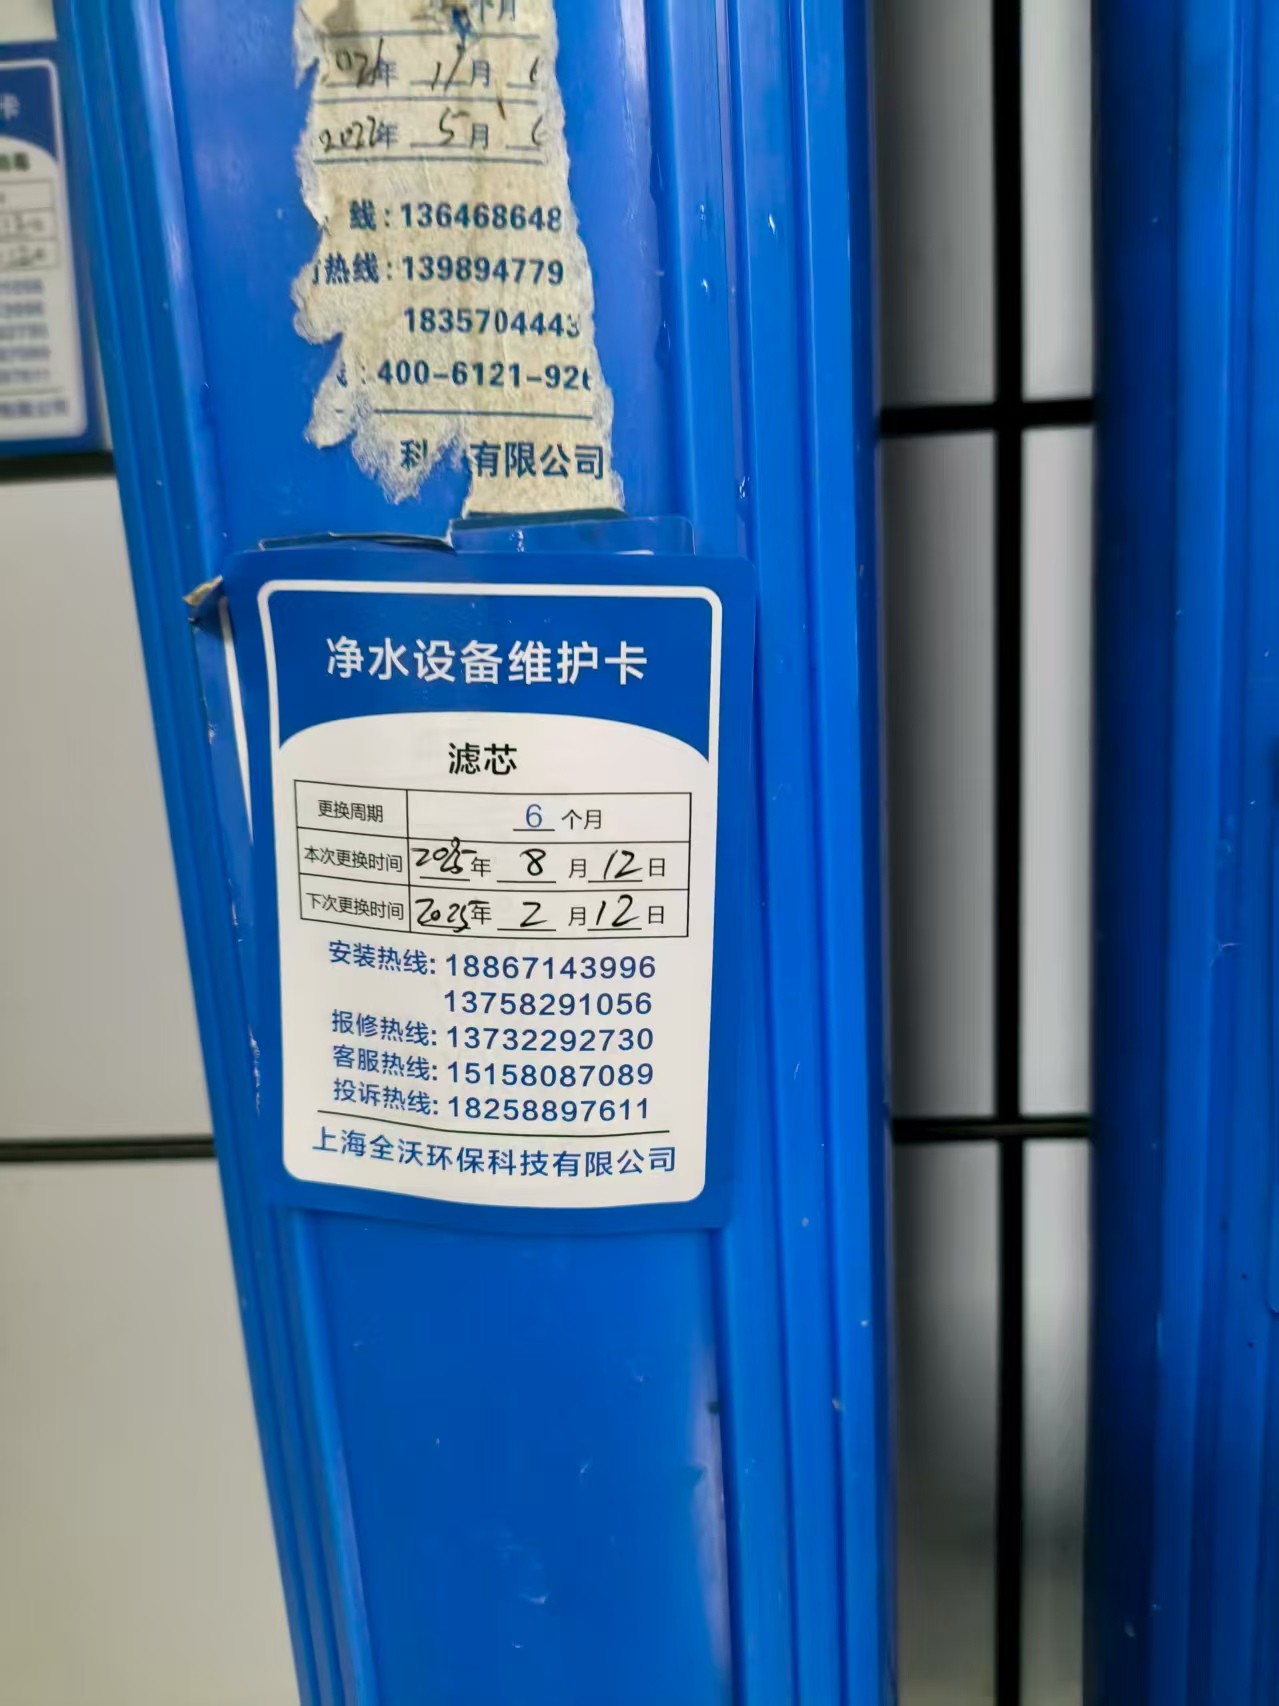 年 11月
2022年 5月
线:136468648
热线:139894779
1835704443
:400-6121-926
科 有限公司
净水设备维护卡
滤芯
更换周期 6 个月
本次更换时间 2025年 8 月 12 日
下次更换时间 2025年 2 月 12 日
安装热线:18867143996
13758291056
报修热线:13732292730
客服热线:15158087089
投诉热线:18258897611
上海全沃环保科技有限公司